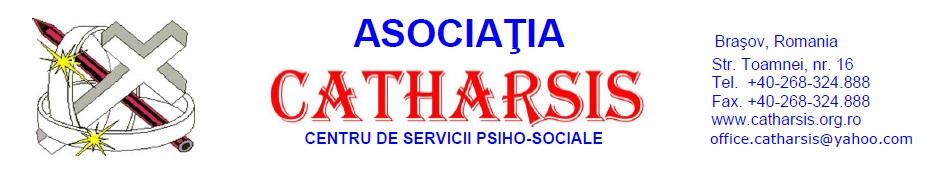 ASOCIAŢIA
CATHARSIS
CENTRU DE SERVICII PSIHO-SOCIALE
Braşov, Romania
Str. Toamnei, nr. 16
Tel. +40-268-324.888
Fax. +40-268-324.888
www.catharsis.org.ro
office.catharsis@yahoo.com